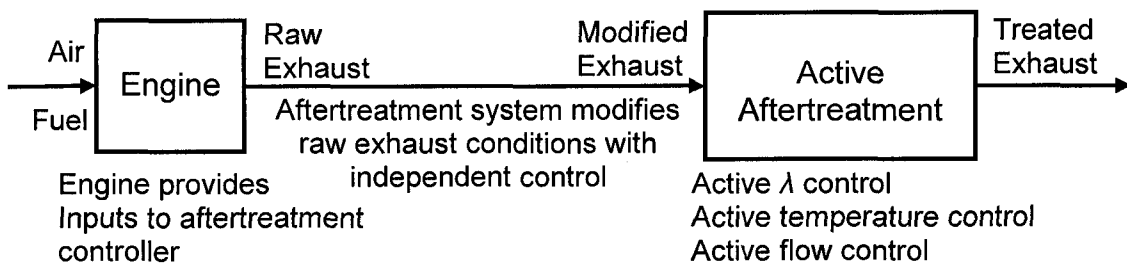 Air
Fuel
Engine
Raw
Exhaust
Modified
Exhaust
Active
Aftertreatment
Treated
Exhaust
Aftertreatment system modifies
raw exhaust conditions with
independent control
Engine provides
Inputs to aftertreatment
controller
Active λ control
Active temperature control
Active flow control